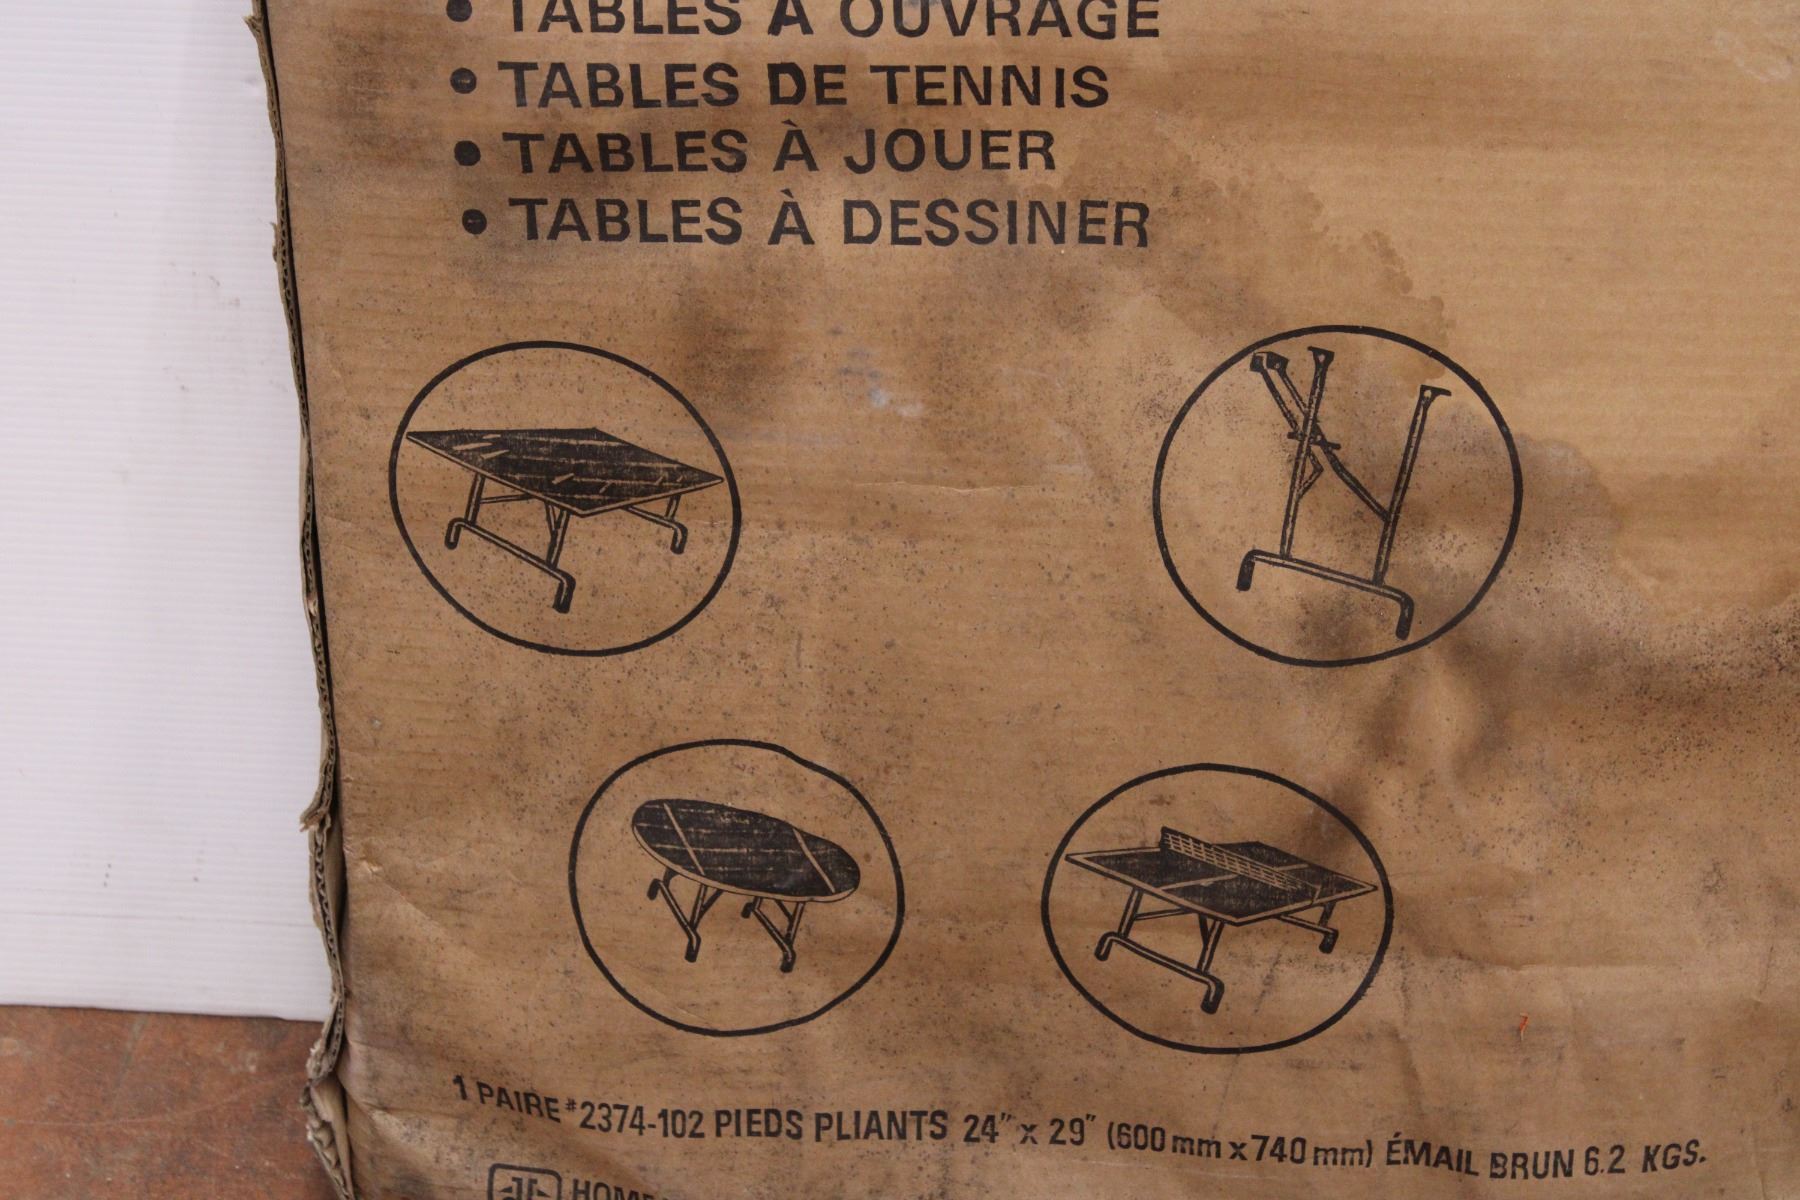 • TABLES À OUVRAGE
• TABLES DE TENNIS
• TABLES À JOUER
• TABLES À DESSINER
1 PAIRE #2374-102 PIEDS PLIANTS 24" x 29" (600 mm x 740 mm) ÉMAIL BRUN 6.2 KGS.
HOME